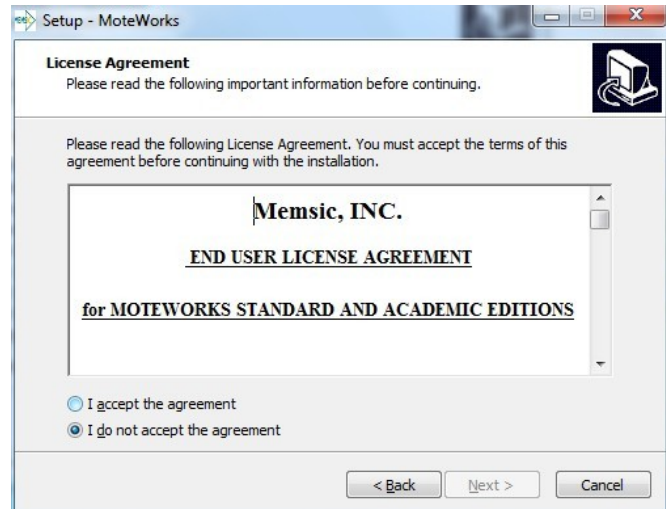 Setup - MoteWorks
License Agreement
Please read the following important information before continuing.
Please read the following License Agreement. You must accept the terms of this
agreement before continuing with the installation.
Memsic, INC.
END USER LICENSE AGREEMENT
for MOTEWORKS STANDARD AND ACADEMIC EDITIONS
I accept the agreement
I do not accept the agreement
< Back
Next >
Cancel